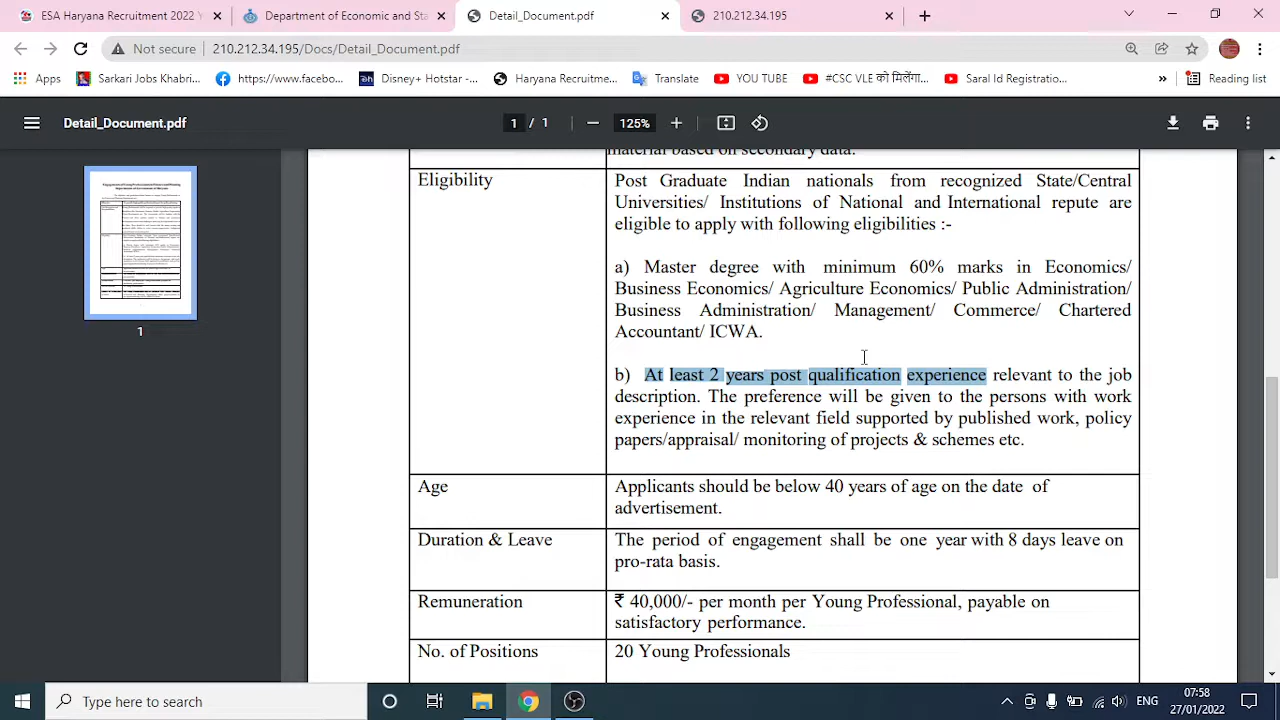 ESA Haryana Recruitment 2022 Y
Department of Economic and Sta
Detail_Document.pdf
210.212.34.195
Not secure
210.212.34.195/Docs/Detail_Document.pdf
Apps
Sarkari Jobs Khabri...
https://www.facebo...
Disney+ Hotstar -...
Haryana Recruitme...
Translate
YOU TUBE
#CSC VLE को मिलेंगा...
Saral Id Registratio...
»
Reading list
Detail_Document.pdf
1 / 1
125%
material based on secondary data.
Eligibility
Post Graduate Indian nationals from recognized State/Central
Universities/ Institutions of National and International repute are
eligible to apply with following eligibilities :-
a) Master degree with minimum 60% marks in Economics/
Business Economics/ Agriculture Economics/ Public Administration/
Business Administration/ Management/ Commerce/ Chartered
Accountant/ ICWA.
b) At least 2 years post qualification experience relevant to the job
description. The preference will be given to the persons with work
experience in the relevant field supported by published work, policy
papers/appraisal/ monitoring of projects & schemes etc.
Age
Applicants should be below 40 years of age on the date of
advertisement.
Duration & Leave
The period of engagement shall be one year with 8 days leave on
pro-rata basis.
Remuneration
₹ 40,000/- per month per Young Professional, payable on
satisfactory performance.
No. of Positions
20 Young Professionals
1
Type here to search
ENG
07:58
27/01/2022